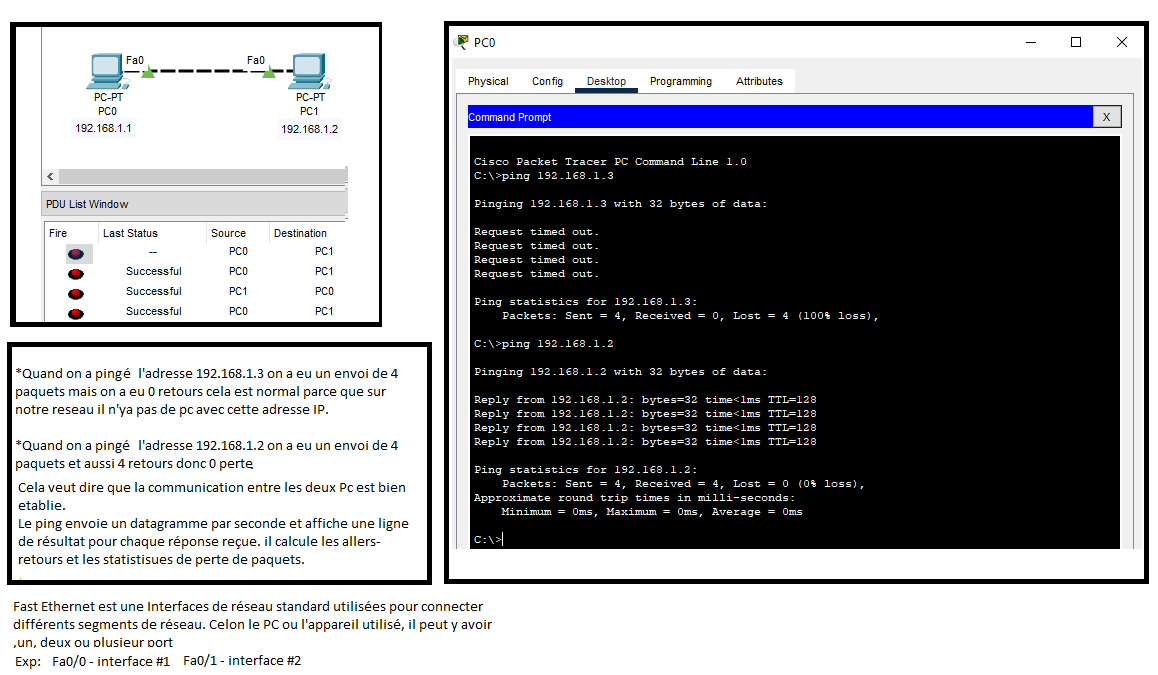 Fa0 Fa0
PC-PT PC-PT
PC0 PC1
192.168.1.1 192.168.1.2
<
PDU List Window
Fire Last Status Source Destination
-- PC0 PC1
Successful PC0 PC1
Successful PC1 PC0
Successful PC0 PC1
*Quand on a pingé l'adresse 192.168.1.3 on a eu un envoi de 4
paquets mais on a eu 0 retours cela est normal parce que sur
notre reseau il n'ya pas de pc avec cette adresse IP.
*Quand on a pingé l'adresse 192.168.1.2 on a eu un envoi de 4
paquets et aussi 4 retours donc 0 perte
Cela veut dire que la communication entre les deux Pc est bien
etablie.
Le ping envoie un datagramme par seconde et affiche une ligne
de résultat pour chaque réponse reçue. il calcule les allers-
retours et les statistisues de perte de paquets.
Fast Ethernet est une Interfaces de réseau standard utilisées pour connecter
différents segments de réseau. Celon le PC ou l'appareil utilisé, il peut y avoir
,un, deux ou plusieur port
Exp: Fa0/0 - interface #1 Fa0/1 - interface #2
PC0
Physical Config Desktop Programming Attributes
Command Prompt X
Cisco Packet Tracer PC Command Line 1.0
C:\>ping 192.168.1.3
Pinging 192.168.1.3 with 32 bytes of data:
Request timed out.
Request timed out.
Request timed out.
Request timed out.
Ping statistics for 192.168.1.3:
Packets: Sent = 4, Received = 0, Lost = 4 (100% loss),
C:\>ping 192.168.1.2
Pinging 192.168.1.2 with 32 bytes of data:
Reply from 192.168.1.2: bytes=32 time<1ms TTL=128
Reply from 192.168.1.2: bytes=32 time<1ms TTL=128
Reply from 192.168.1.2: bytes=32 time<1ms TTL=128
Reply from 192.168.1.2: bytes=32 time<1ms TTL=128
Ping statistics for 192.168.1.2:
Packets: Sent = 4, Received = 4, Lost = 0 (0% loss),
Approximate round trip times in milli-seconds:
Minimum = 0ms, Maximum = 0ms, Average = 0ms
C:\>